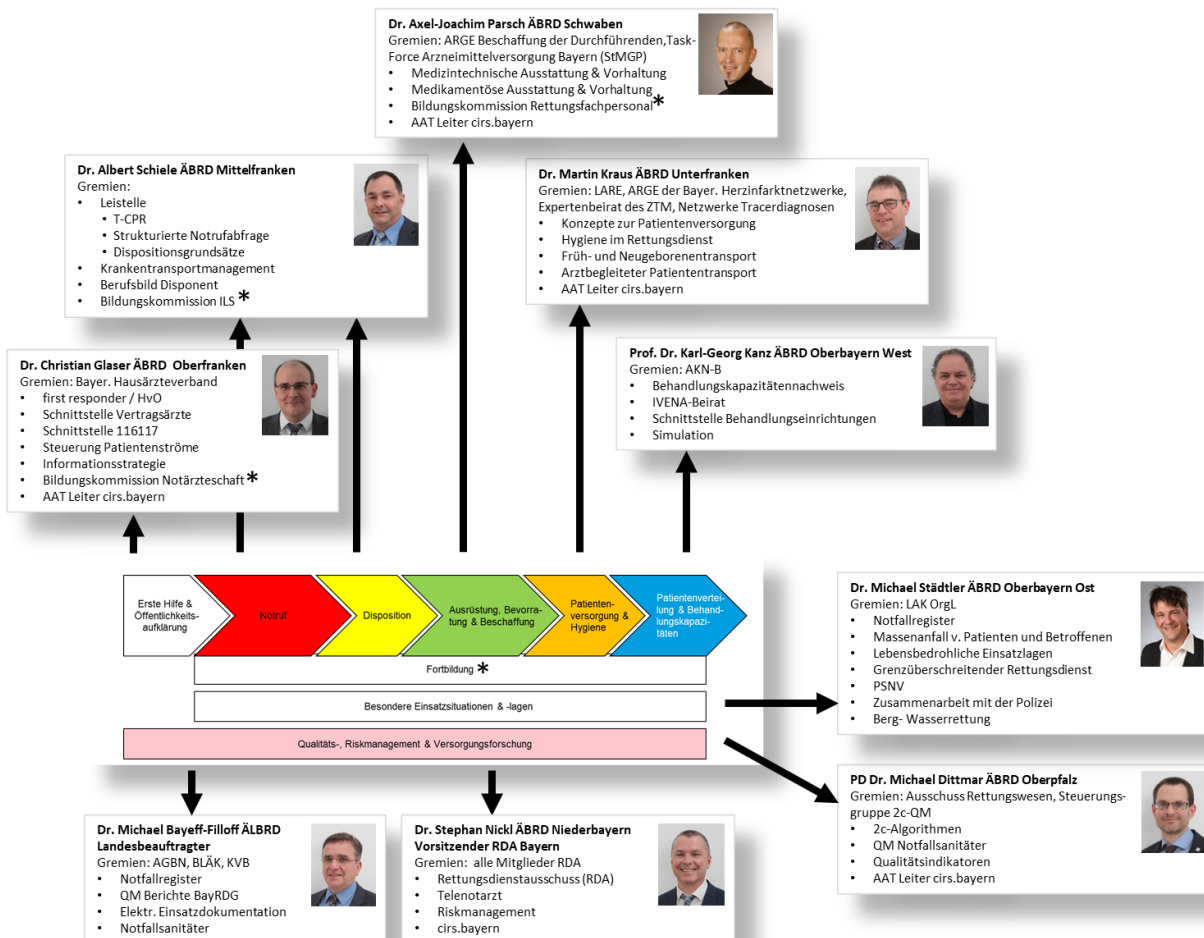 Dr. Axel-Joachim Parsch ÄBRD Schwaben
Gremien: ARGE Beschaffung der Durchführenden,Task-
Force Arzneimittelversorgung Bayern (StMGP)
• Medizintechnische Ausstattung & Vorhaltung
• Medikamentöse Ausstattung & Vorhaltung
• Bildungskommission Rettungsfachpersonal*
• AAT Leiter cirs.bayern
Dr. Albert Schiele ÄBRD Mittelfranken
Gremien:
• Leistelle
• T-CPR
• Strukturierte Notrufabfrage
• Dispositionsgrundsätze
• Krankentransportmanagement
• Berufsbild Disponent
• Bildungskommission ILS *
Dr. Martin Kraus ÄBRD Unterfranken
Gremien: LARE, ARGE der Bayer. Herzinfarktnetzwerke,
Expertenbeirat des ZTM, Netzwerke Tracerdiagnosen
• Konzepte zur Patientenversorgung
• Hygiene im Rettungsdienst
• Früh- und Neugeborenentransport
• Arztbegleiteter Patiententransport
• AAT Leiter cirs.bayern
Dr. Christian Glaser ÄBRD Oberfranken
Gremien: Bayer. Hausärzteverband
• first responder / HvO
• Schnittstelle Vertragsärzte
• Schnittstelle 116117
• Steuerung Patientenströme
• Informationsstrategie
• Bildungskommission Notärzteschaft *
• AAT Leiter cirs.bayern
Prof. Dr. Karl-Georg Kanz ÄBRD Oberbayern West
Gremien: AKN-B
• Behandlungskapazitätennachweis
• IVENA-Beirat
• Schnittstelle Behandlungseinrichtungen
• Simulation
Erste Hilfe &
Öffentlichkeits-
aufklärung
Notruf
Disposition
Ausrüstung, Bevorra-
tung & Beschaffung
Patienten-
versorgung &
Hygiene
Patientenvertei-
lung & Behand-
lungskapazi-
täten
Fortbildung *
Besondere Einsatzsituationen & -lagen
Qualitäts-, Riskmanagement & Versorgungsforschung
Dr. Michael Städtler ÄBRD Oberbayern Ost
Gremien: LAK OrgL
• Notfallregister
• Massenanfall v. Patienten und Betroffenen
• Lebensbedrohliche Einsatzlagen
• Grenzüberschreitender Rettungsdienst
• PSNV
• Zusammenarbeit mit der Polizei
• Berg- Wasserrettung
PD Dr. Michael Dittmar ÄBRD Oberpfalz
Gremien: Ausschuss Rettungswesen, Steuerungs-
gruppe 2c-QM
• 2c-Algorithmen
• QM Notfallsanitäter
• Qualitätsindikatoren
• AAT Leiter cirs.bayern
Dr. Michael Bayeff-Filloff ÄLBRD
Landesbeauftragter
Gremien: AGBN, BLÄK, KVB
• Notfallregister
• QM Berichte BayRDG
• Elektr. Einsatzdokumentation
• Notfallsanitäter
Dr. Stephan Nickl ÄBRD Niederbayern
Vorsitzender RDA Bayern
Gremien: alle Mitglieder RDA
• Rettungsdienstausschuss (RDA)
• Telenotarzt
• Riskmanagement
• cirs.bayern